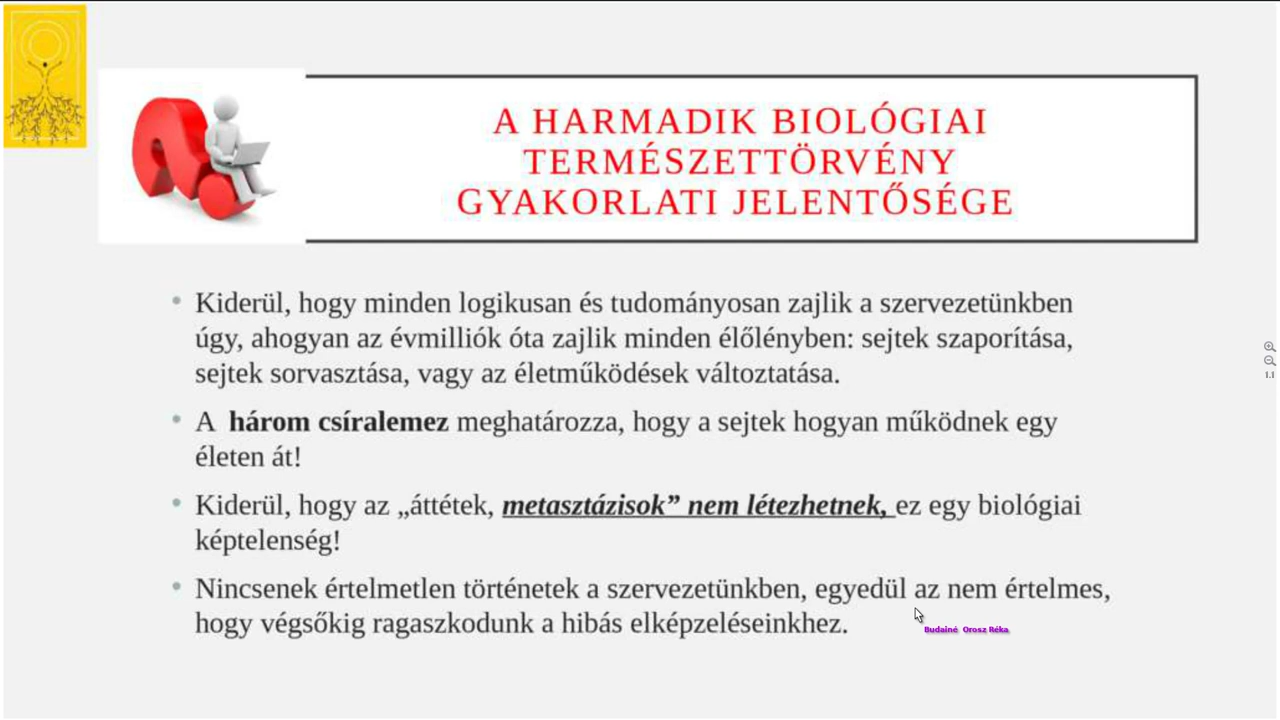 A HARMADIK BIOLÓGIAI
TERMÉSZETTÖRVÉNY
GYAKORLATI JELENTŐSÉGE
• Kiderül, hogy minden logikusan és tudományosan zajlik a szervezetünkben
úgy, ahogyan az évmilliók óta zajlik minden élőlényben: sejtek szaporítása,
sejtek sorvasztása, vagy az életműködések változtatása.
• A három csíralemez meghatározza, hogy a sejtek hogyan működnek egy
életen át!
• Kiderül, hogy az „áttétek, metasztázisok” nem létezhetnek, ez egy biológiai
képtelenség!
• Nincsenek értelmetlen történetek a szervezetünkben, egyedül az nem értelmes,
hogy végsőkig ragaszkodunk a hibás elképzeléseinkhez.
Budainé Orosz Réka
1.1